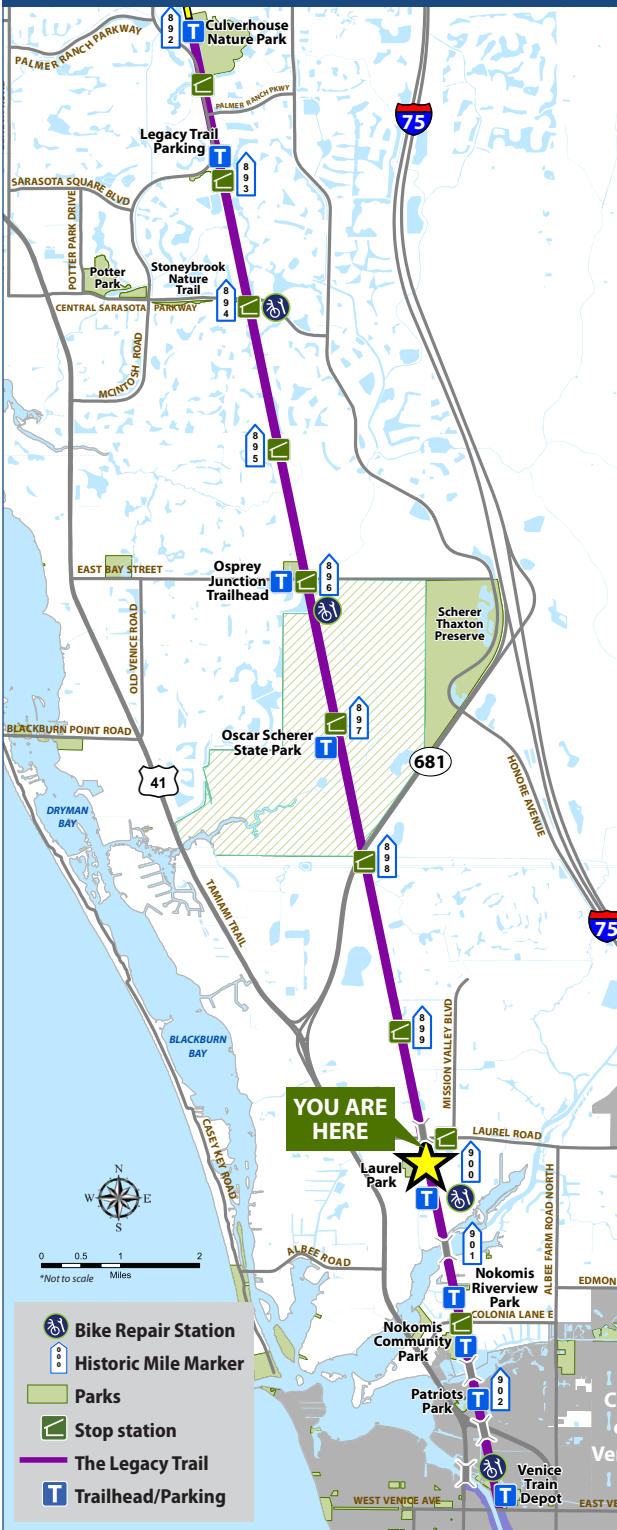 892
Culverhouse
Nature Park
PALMER RANCH PARKWAY
PALMER RANCH PKWY
75
Legacy Trail
Parking
893
SARASOTA SQUARE BLVD
POTTER PARK DRIVE
Potter
Park
Stoneybrook
Nature
Trail
894
CENTRAL SARASOTA PARKWAY
MCINTOSH ROAD
895
EAST BAY STREET
Osprey
Junction
Trailhead
896
Scherer
Thaxton
Preserve
OLD VENICE ROAD
897
BLACKBURN POINT ROAD
Oscar Scherer
State Park
681
41
HONORE AVENUE
DRYMAN
BAY
898
TAMIAMI TRAIL
75
899
MISSION VALLEY BLVD
BLACKBURN
BAY
YOU ARE
HERE
LAUREL ROAD
CASEY KEY ROAD
Laurel
Park
900
N
W E
S
ALBEE FARM ROAD NORTH
901
ALBEE ROAD
0 0.5 1 2
*Not to scale Miles
Nokomis
Riverview
Park
EDMON
COLONIA LANE E
Nokomis
Community
Park
Patriots
Park
902
C
Ve
Venice
Train
Depot
WEST VENICE AVE
EAST VE
Bike Repair Station
900 Historic Mile Marker
Parks
Stop station
The Legacy Trail
T Trailhead/Parking